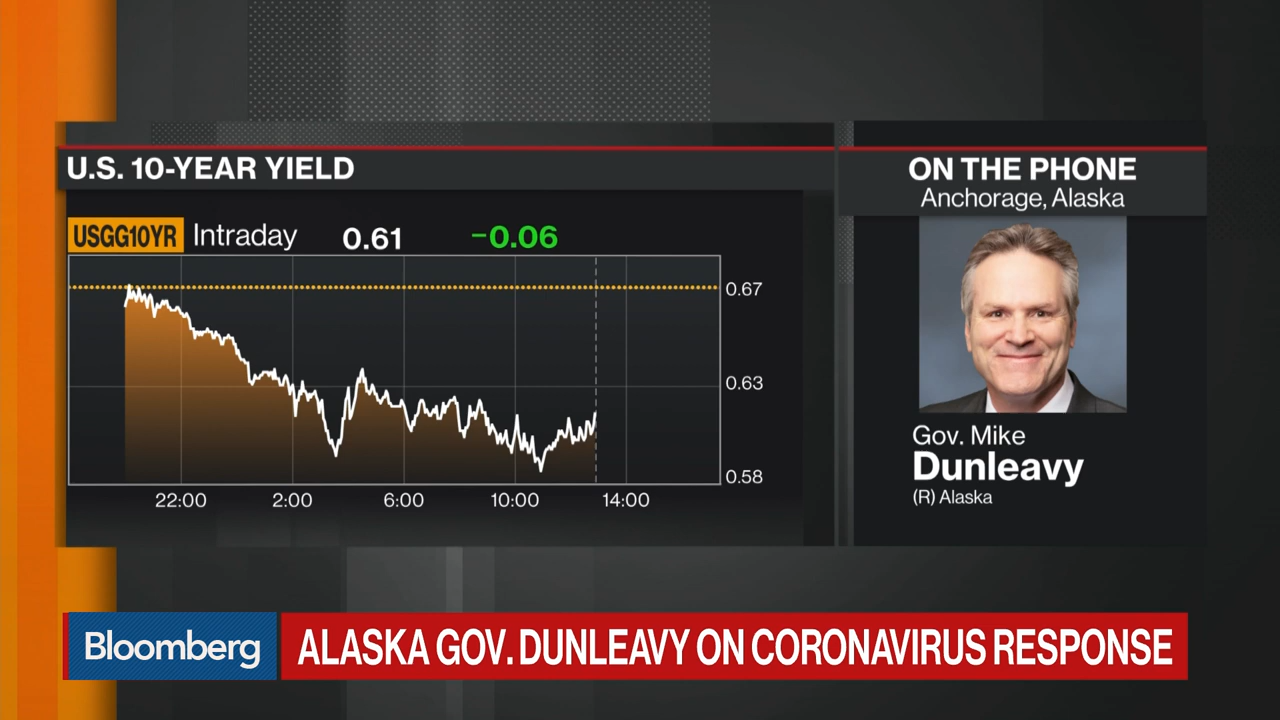 U.S. 10-YEAR YIELD
USGG10YR Intraday 0.61 -0.06
0.67
0.63
0.58
22:00 2:00 6:00 10:00 14:00
ON THE PHONE
Anchorage, Alaska
Gov. Mike
Dunleavy
(R) Alaska
Bloomberg
ALASKA GOV. DUNLEAVY ON CORONAVIRUS RESPONSE